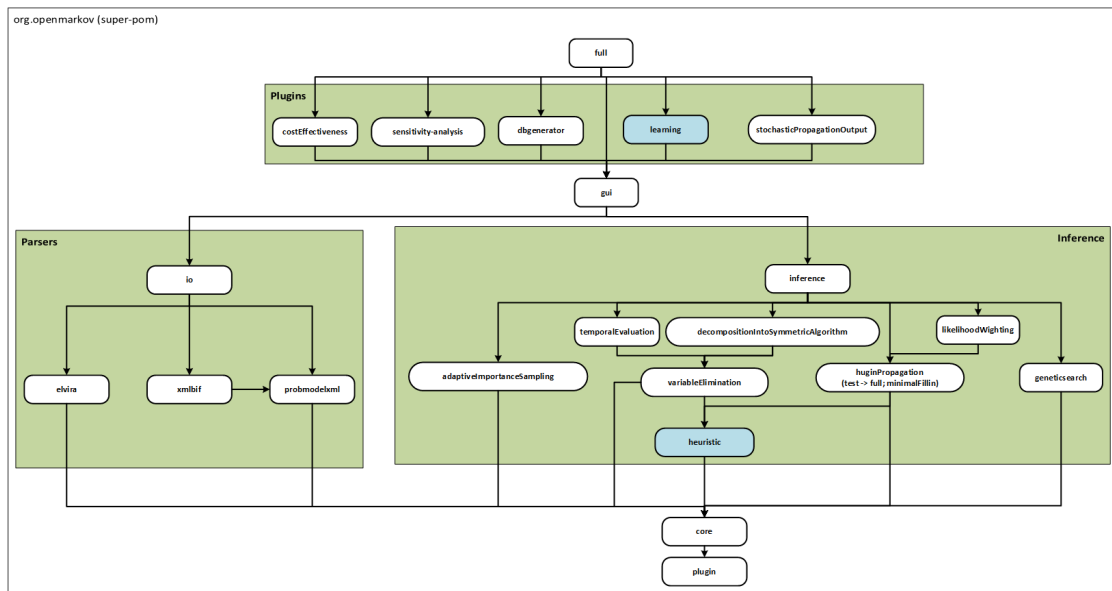 org.openmarkov (super-pom)
full
Plugins
costEffectiveness
sensitivity-analysis
dbgenerator
learning
stochasticPropagationOutput
gui
Parsers
Inference
io
inference
temporalEvaluation
decompositionIntoSymmetricAlgorithm
likelihoodWighting
elvira
xmlbif
probmodelxml
adaptiveImportanceSampling
variableElimination
huginPropagation
(test -> full; minimalFillin)
geneticsearch
heuristic
core
plugin